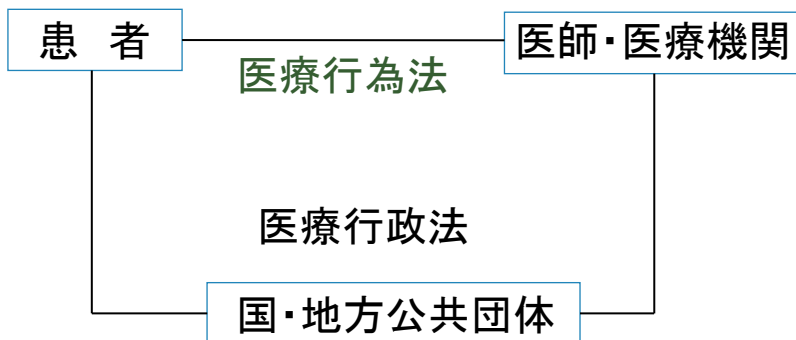 患 者
医師・医療機関
医療行為法
医療行政法
国・地方公共団体